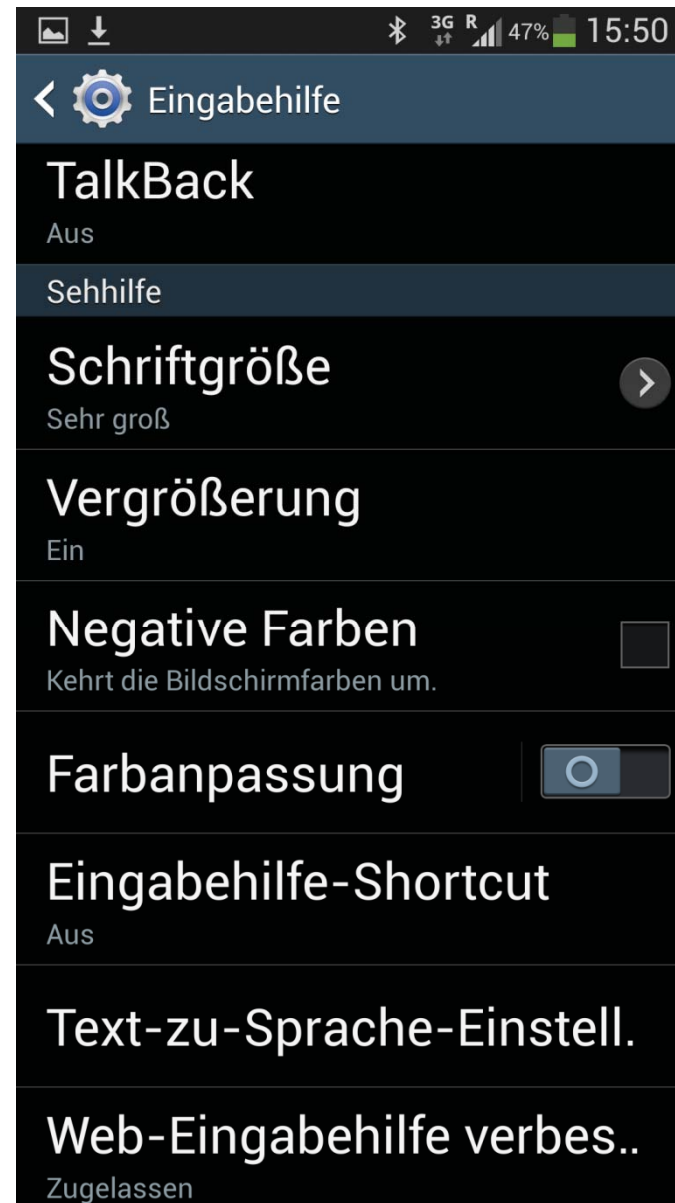 3G R 47% 15:50
Eingabehilfe
TalkBack
Aus
Sehhilfe
Schriftgröße
Sehr groß
Vergrößerung
Ein
Negative Farben
Kehrt die Bildschirmfarben um.
Farbanpassung
Eingabehilfe-Shortcut
Aus
Text-zu-Sprache-Einstell.
Web-Eingabehilfe verbes..
Zugelassen